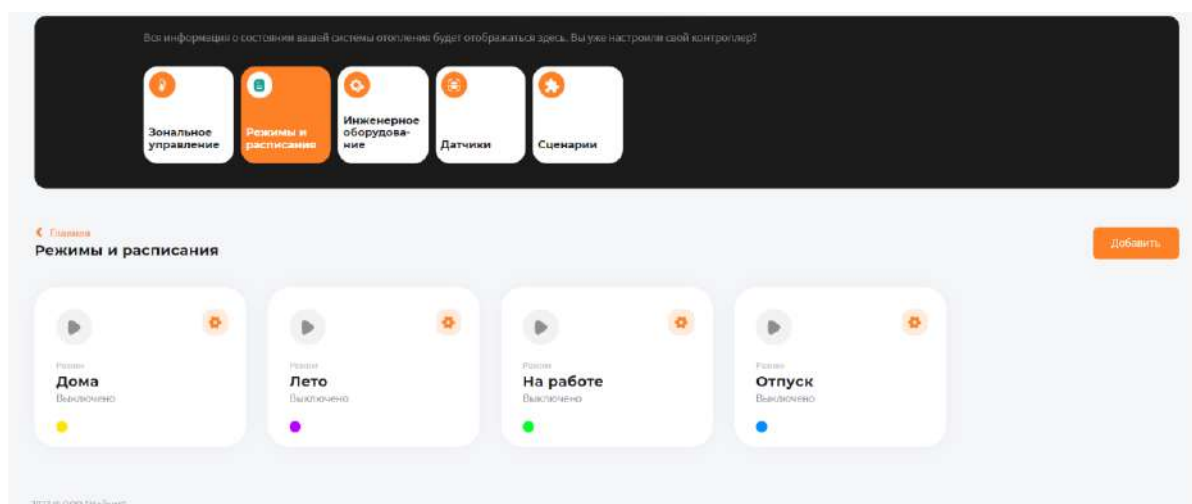 Вся информация о состоянии вашей системы отопления будет отображаться здесь. Вы уже настроили свой контроллер?
Зональное
управление
Режимы и
расписания
Инженерное
оборудова-
ние
Датчики
Сценарии
Главная
Режимы и расписания
Добавить
Режим
Дома
Выключено
Режим
Лето
Выключено
Режим
На работе
Выключено
Режим
Отпуск
Выключено